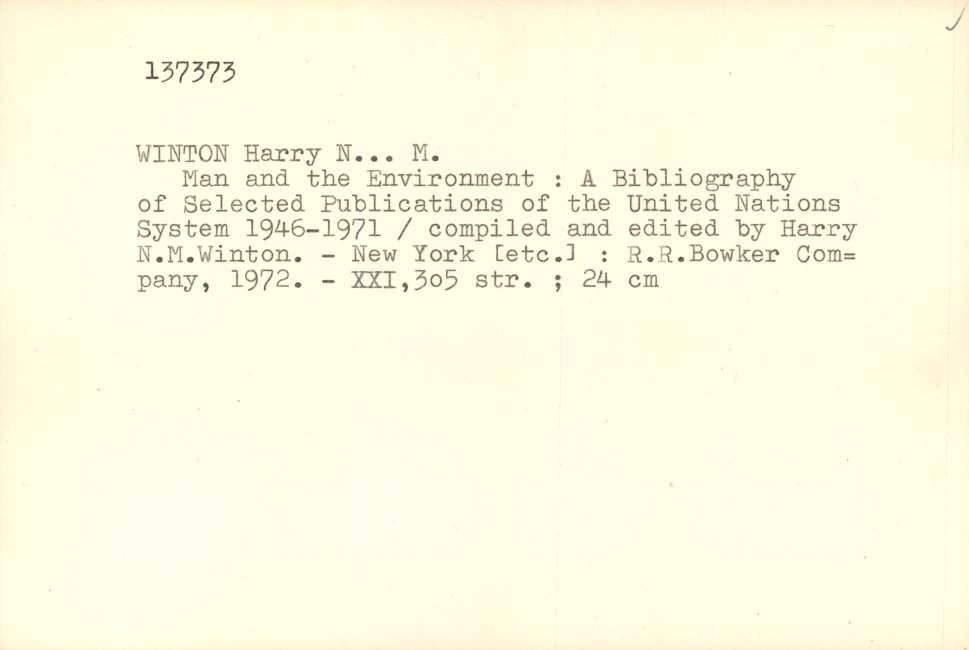 137373
WINTON Harry N... M.
Man and the Environment : A Bibliography
of Selected Publications of the United Nations
System 1946-1971 / compiled and edited by Harry
N.M.Winton. - New York [etc.] : R.R.Bowker Com=
pany, 1972. - XXI,3o5 str. ; 24 cm